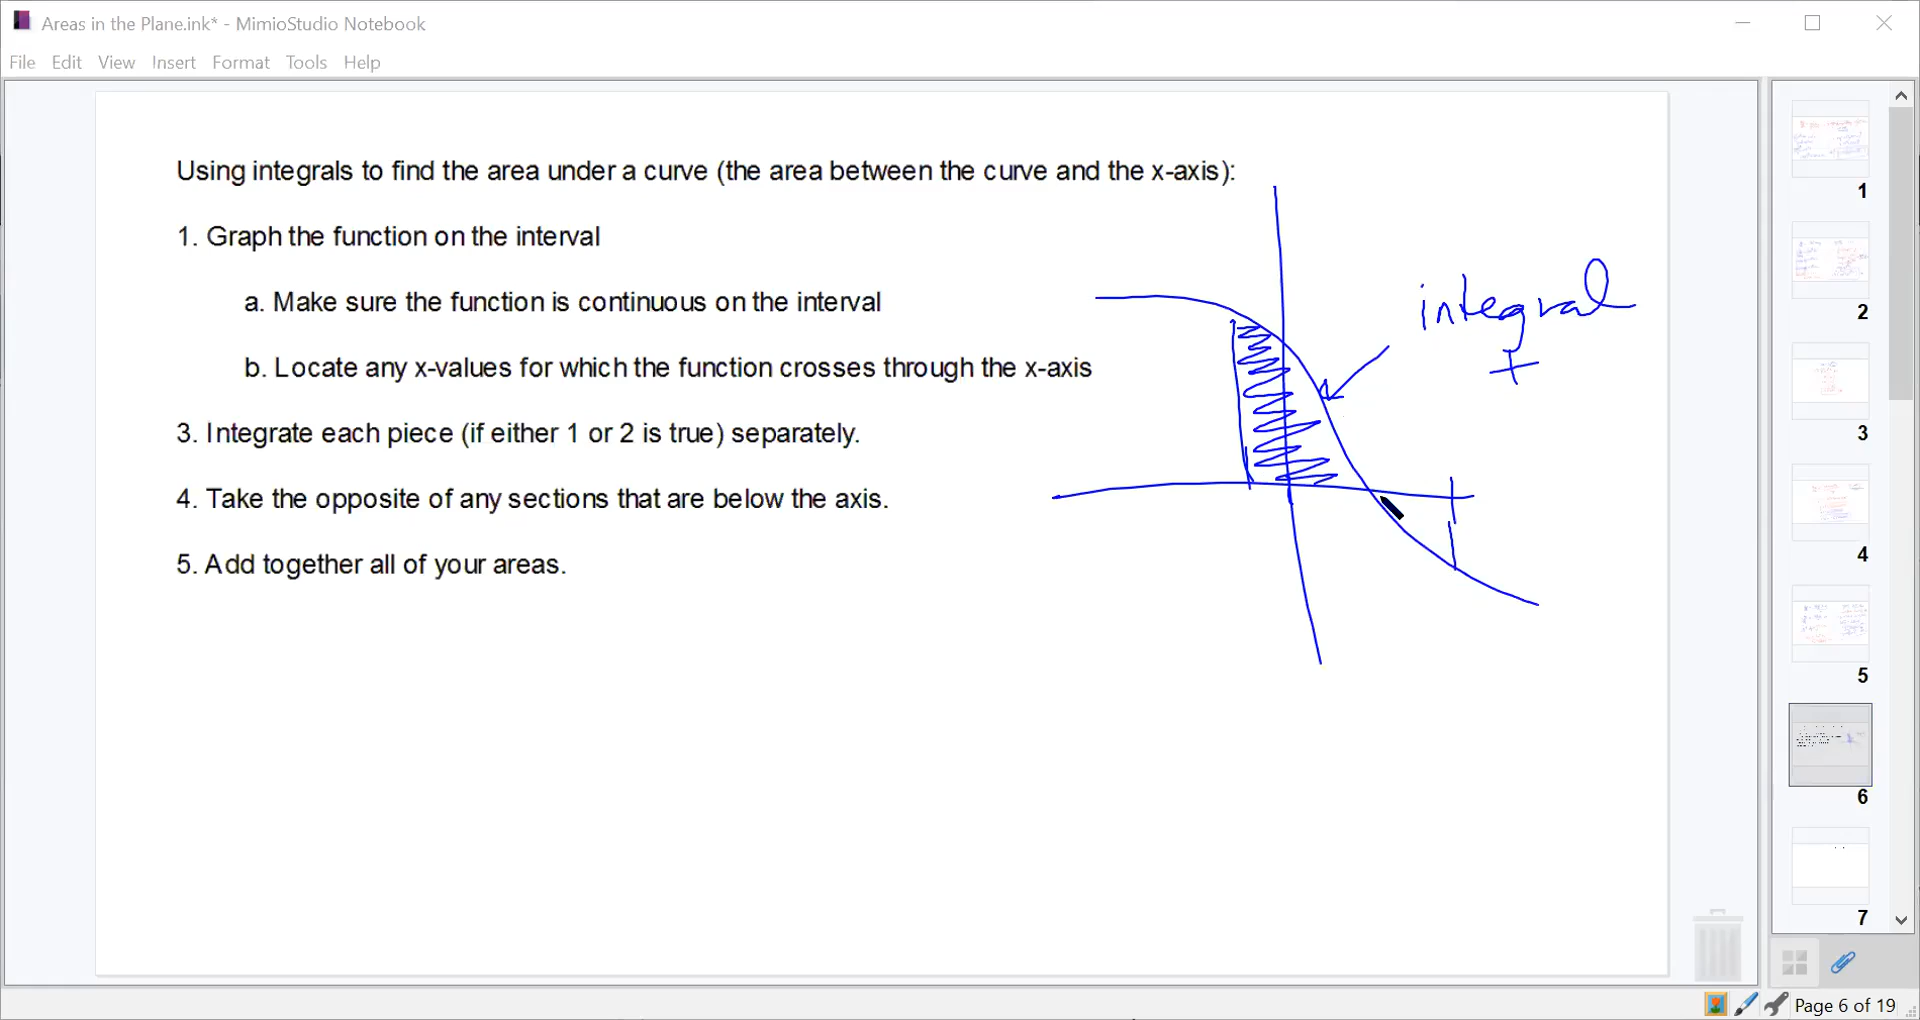 Areas in the Plane.ink* - MimioStudio Notebook
File Edit View Insert Format Tools Help
Using integrals to find the area under a curve (the area between the curve and the x-axis):
1. Graph the function on the interval
a. Make sure the function is continuous on the interval
b. Locate any x-values for which the function crosses through the x-axis
3. Integrate each piece (if either 1 or 2 is true) separately.
4. Take the opposite of any sections that are below the axis.
5. Add together all of your areas.
integral
+
1
2
3
4
5
6
7
Page 6 of 19